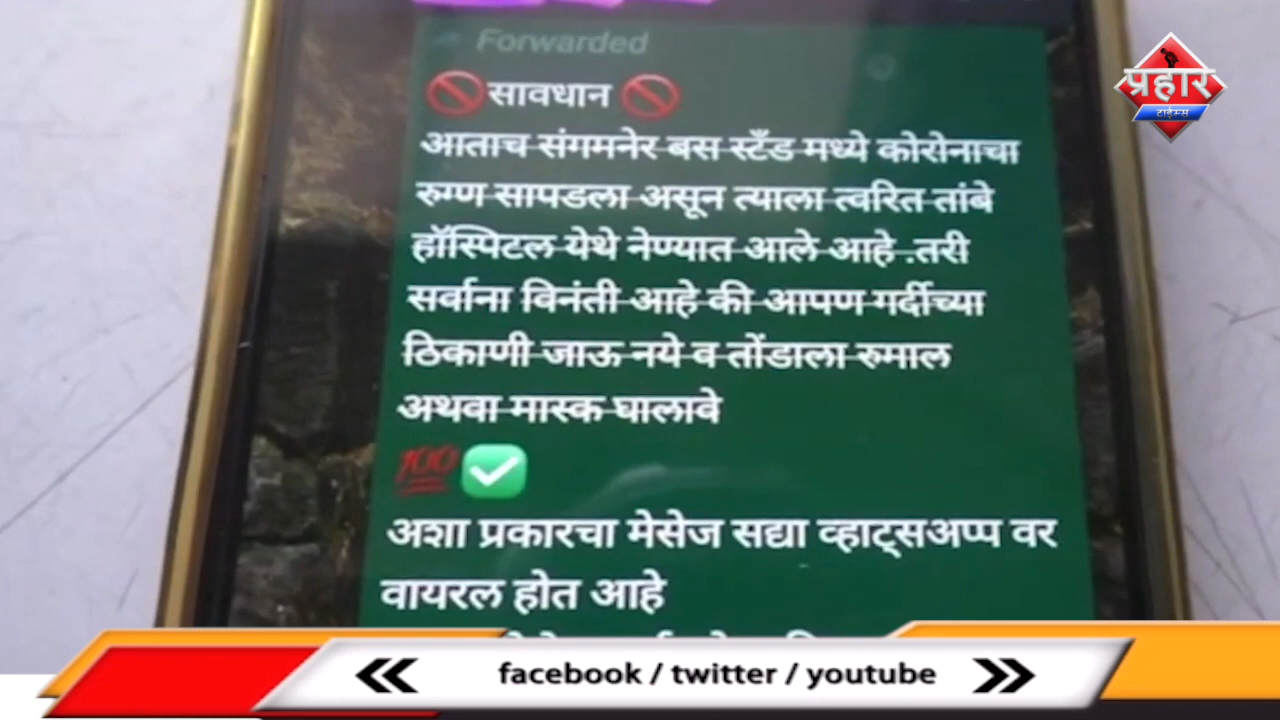 Forwarded
प्रहार
टाईम्स
🚫सावधान 🚫
आताच संगमनेर बस स्टँड मध्ये कोरोनाचा
रुग्ण सापडला असून त्याला त्वरित तांबे
हॉस्पिटल येथे नेण्यात आले आहे .तरी
सर्वाना विनंती आहे की आपण गर्दीच्या
ठिकाणी जाऊ नये व तोंडाला रुमाल
अथवा मास्क घालावे
💯✅
अशा प्रकारचा मेसेज सद्या व्हाट्सअप्प वर
वायरल होत आहे
facebook / twitter / youtube